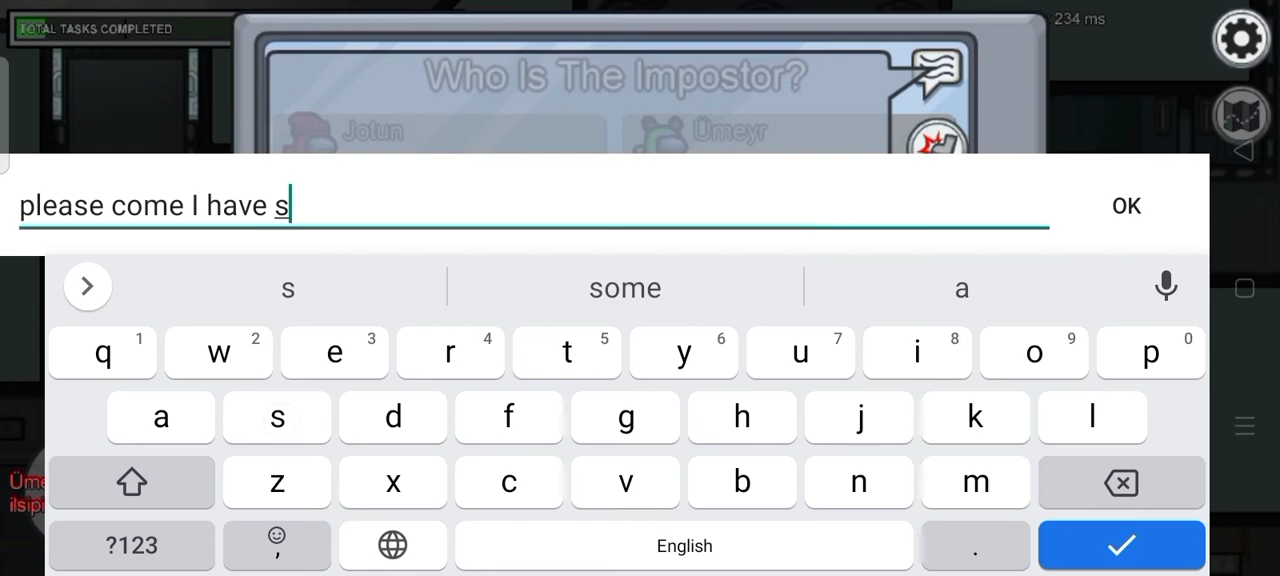 TOTAL TASKS COMPLETED
234 ms
Who Is The Impostor?
Jotun
Ümeyr
please come I have s
OK
s some a
q 1 w 2 e 3 r 4 t 5 y 6 u 7 i 8 o 9 p 0
a s d f g h j k l
z x c v b n m
?123 , English .